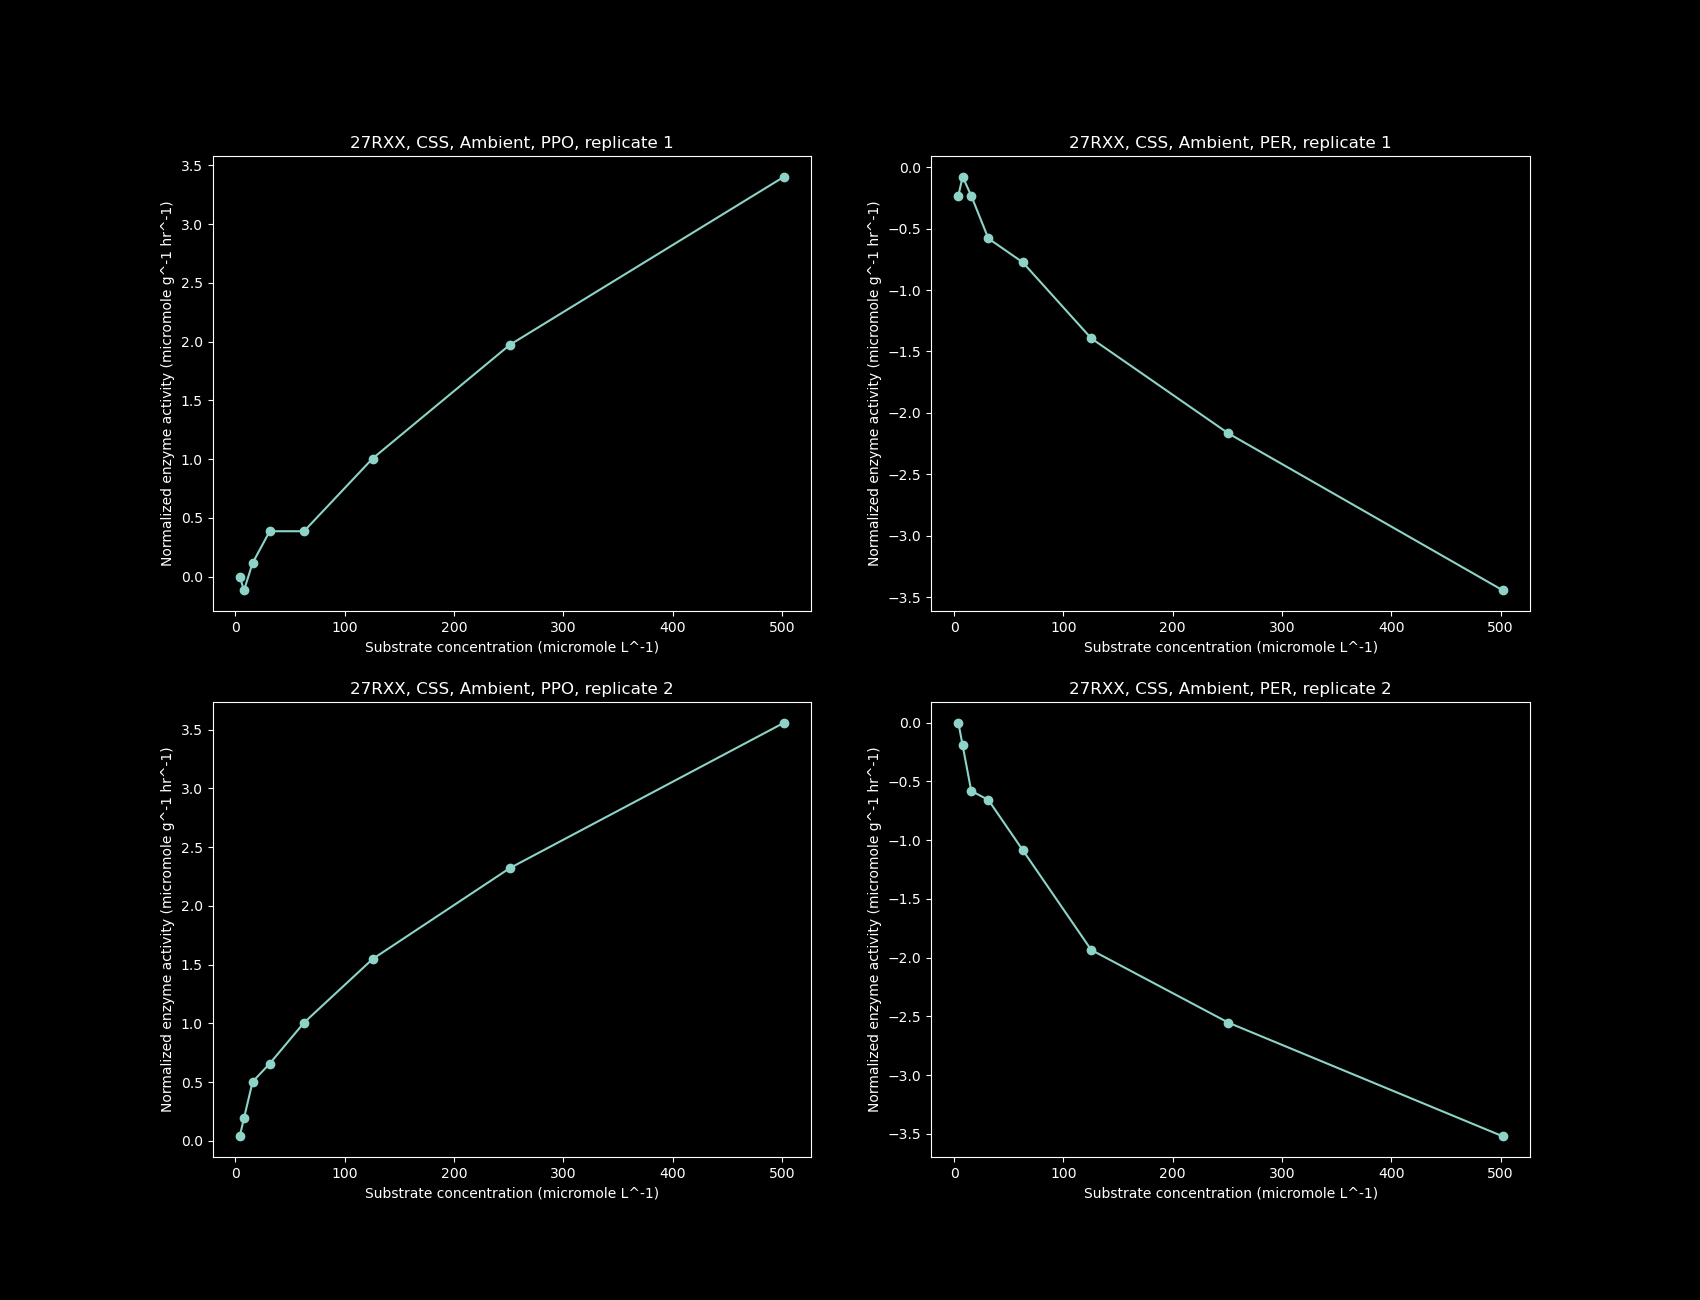 27RXX, CSS, Ambient, PPO, replicate 1
Normalized enzyme activity (micromole g^-1 hr^-1)
3.5
3.0
2.5
2.0
1.5
1.0
0.5
0.0
0 100 200 300 400 500
Substrate concentration (micromole L^-1)
27RXX, CSS, Ambient, PER, replicate 1
Normalized enzyme activity (micromole g^-1 hr^-1)
0.0
−0.5
−1.0
−1.5
−2.0
−2.5
−3.0
−3.5
0 100 200 300 400 500
Substrate concentration (micromole L^-1)
27RXX, CSS, Ambient, PPO, replicate 2
Normalized enzyme activity (micromole g^-1 hr^-1)
3.5
3.0
2.5
2.0
1.5
1.0
0.5
0.0
0 100 200 300 400 500
Substrate concentration (micromole L^-1)
27RXX, CSS, Ambient, PER, replicate 2
Normalized enzyme activity (micromole g^-1 hr^-1)
0.0
−0.5
−1.0
−1.5
−2.0
−2.5
−3.0
−3.5
0 100 200 300 400 500
Substrate concentration (micromole L^-1)